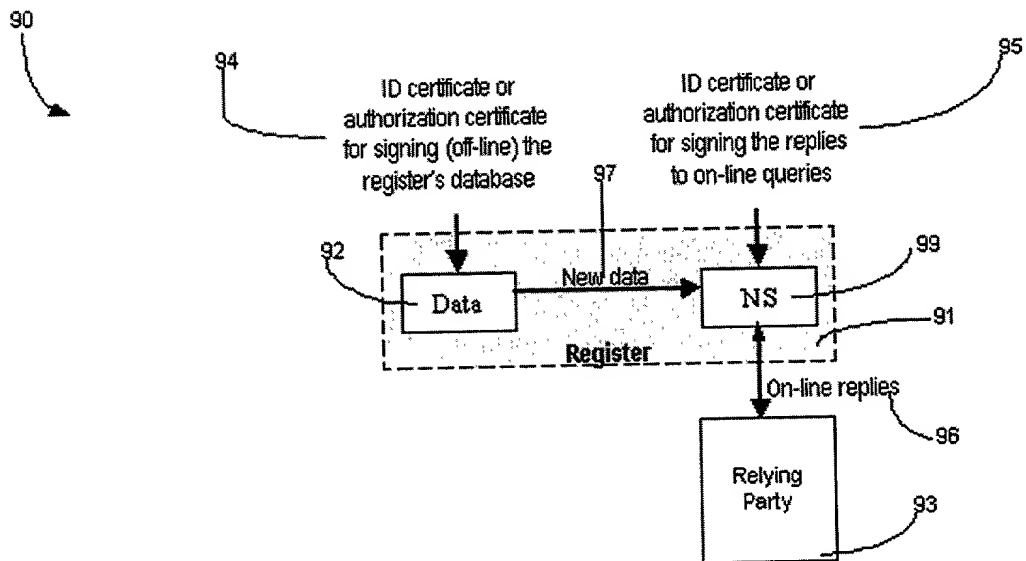 90
94
95
ID certificate or
authorization certificate
for signing (off-line) the
register's database
ID certificate or
authorization certificate
for signing the replies
to on-line queries
97
92
99
Data
New data
NS
91
Register
On-line replies
96
Relying
Party
93